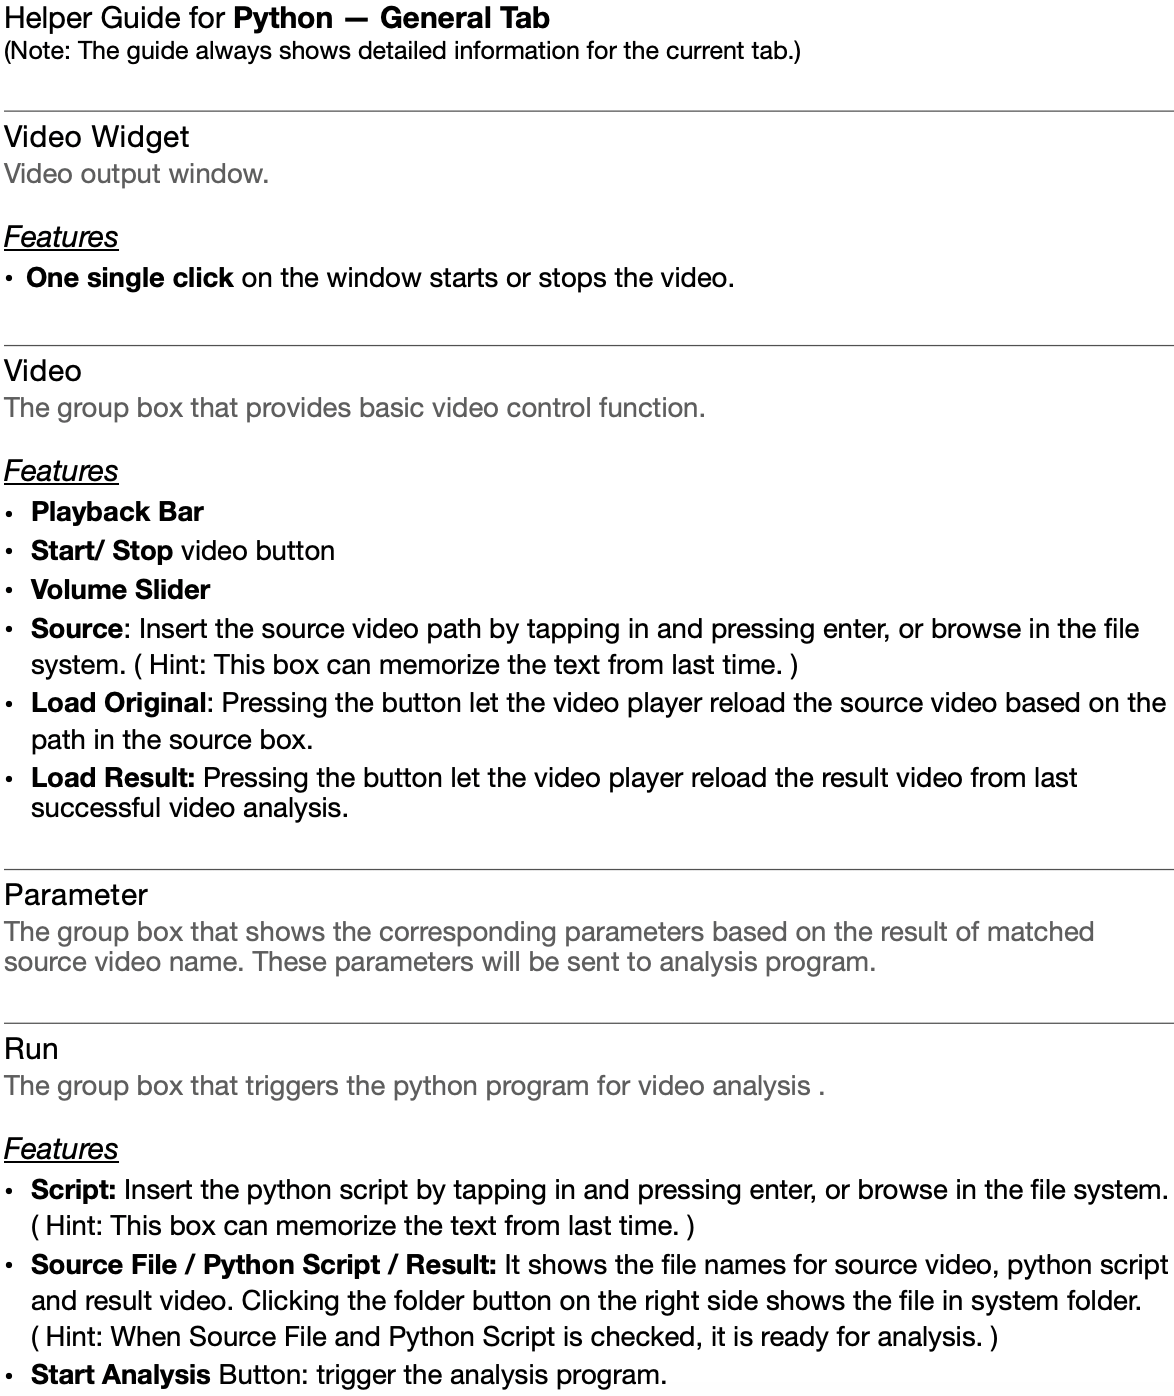 Helper Guide for Python — General Tab
(Note: The guide always shows detailed information for the current tab.)
Video Widget
Video output window.
Features
• One single click on the window starts or stops the video.
Video
The group box that provides basic video control function.
Features
• Playback Bar
• Start/ Stop video button
• Volume Slider
• Source: Insert the source video path by tapping in and pressing enter, or browse in the file
system. ( Hint: This box can memorize the text from last time. )
• Load Original: Pressing the button let the video player reload the source video based on the
path in the source box.
• Load Result: Pressing the button let the video player reload the result video from last
successful video analysis.
Parameter
The group box that shows the corresponding parameters based on the result of matched
source video name. These parameters will be sent to analysis program.
Run
The group box that triggers the python program for video analysis .
Features
• Script: Insert the python script by tapping in and pressing enter, or browse in the file system.
( Hint: This box can memorize the text from last time. )
• Source File / Python Script / Result: It shows the file names for source video, python script
and result video. Clicking the folder button on the right side shows the file in system folder.
( Hint: When Source File and Python Script is checked, it is ready for analysis. )
• Start Analysis Button: trigger the analysis program.